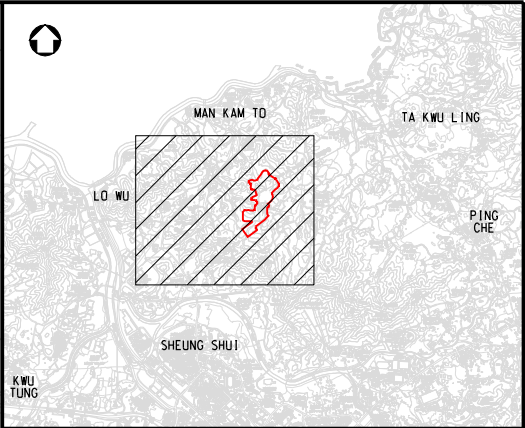 MAN KAM TO
TA KWU LING
LO WU
PING
CHE
SHEUNG SHUI
KWU
TUNG